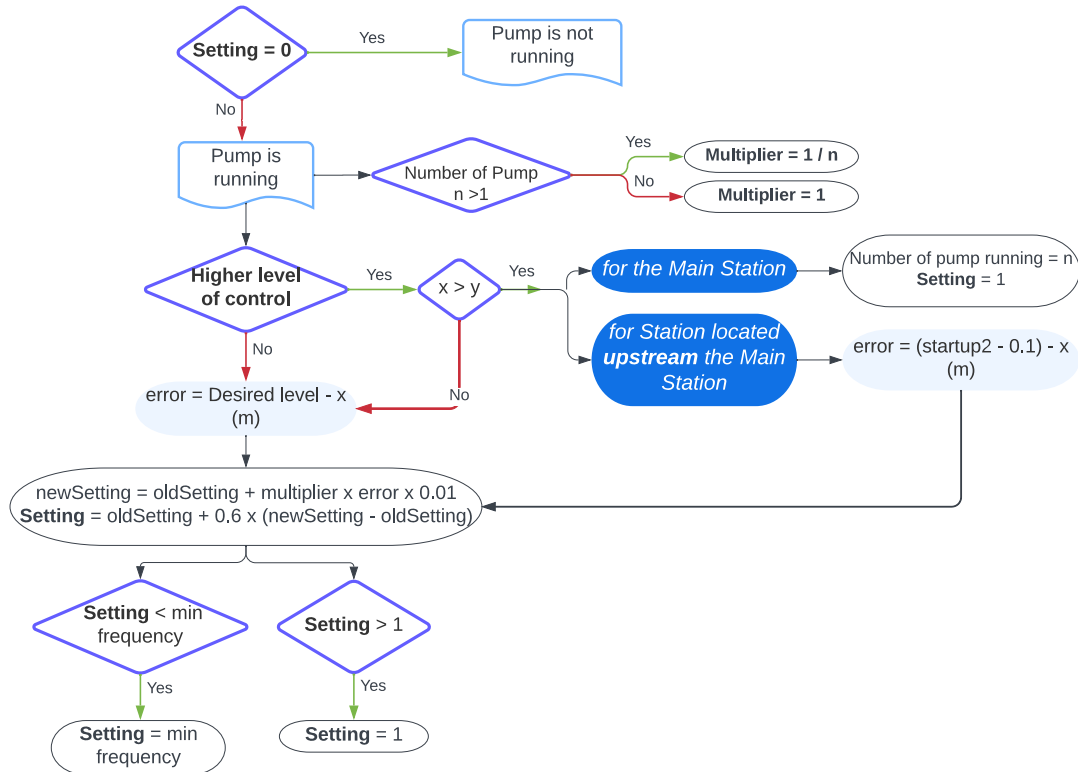 Setting = 0
Yes
Pump is not
running
No
Pump is
running
Number of Pump
n >1
Yes
Multiplier = 1 / n
No
Multiplier = 1
Higher level
of control
Yes
x > y
Yes
for the Main Station
Number of pump running = n
Setting = 1
for Station located
upstream the Main
Station
error = (startup2 - 0.1) - x
(m)
No
No
error = Desired level - x
(m)
newSetting = oldSetting + multiplier x error x 0.01
Setting = oldSetting + 0.6 x (newSetting - oldSetting)
Setting < min
frequency
Setting > 1
Yes
Yes
Setting = min
frequency
Setting = 1